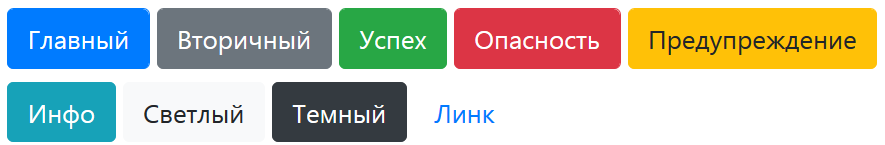 Главный Вторичный Успех Опасность Предупреждение
Инфо Светлый Темный Линк